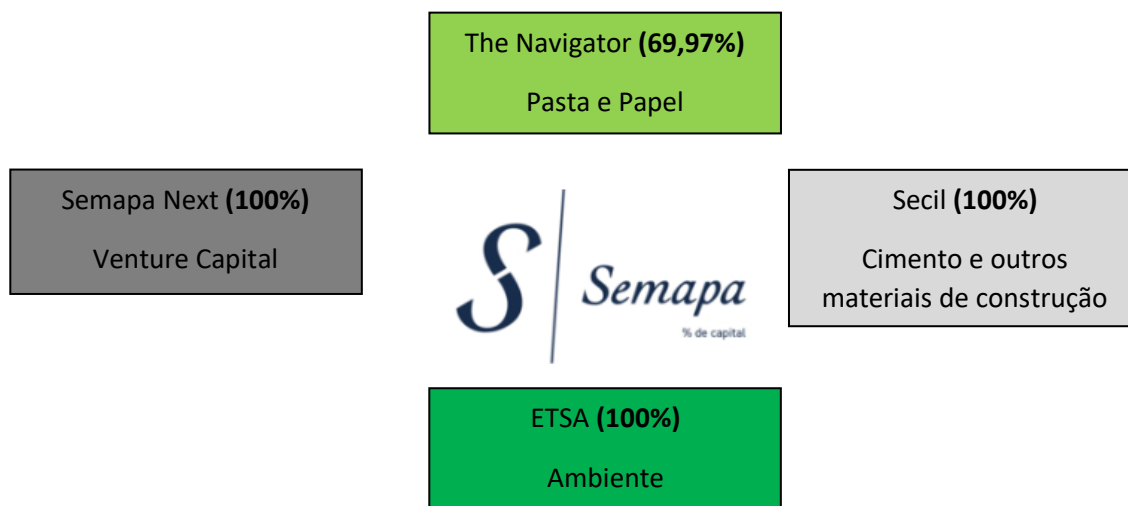 The Navigator (69,97%)
Pasta e Papel
Semapa Next (100%)
Venture Capital
Secil (100%)
Cimento e outros
materiais de construção
S
Semapa
% de capital
ETSA (100%)
Ambiente